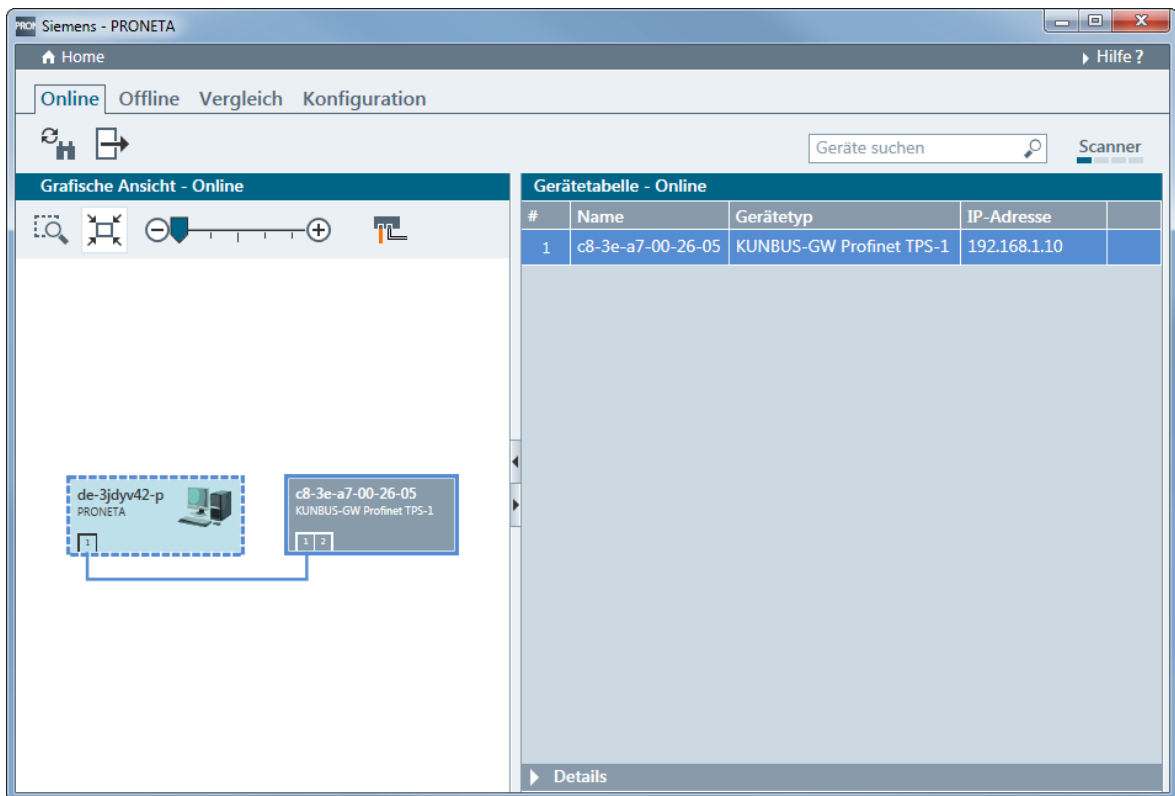 PRON Siemens - PRONETA
Home Hilfe ?
Online Offline Vergleich Konfiguration
Geräte suchen Scanner
Grafische Ansicht - Online
Gerätetabelle - Online
# Name Gerätetyp IP-Adresse
1 c8-3e-a7-00-26-05 KUNBUS-GW Profinet TPS-1 192.168.1.10
de-3jdyv42-p
PRONETA
1
c8-3e-a7-00-26-05
KUNBUS-GW Profinet TPS-1
1 2
Details